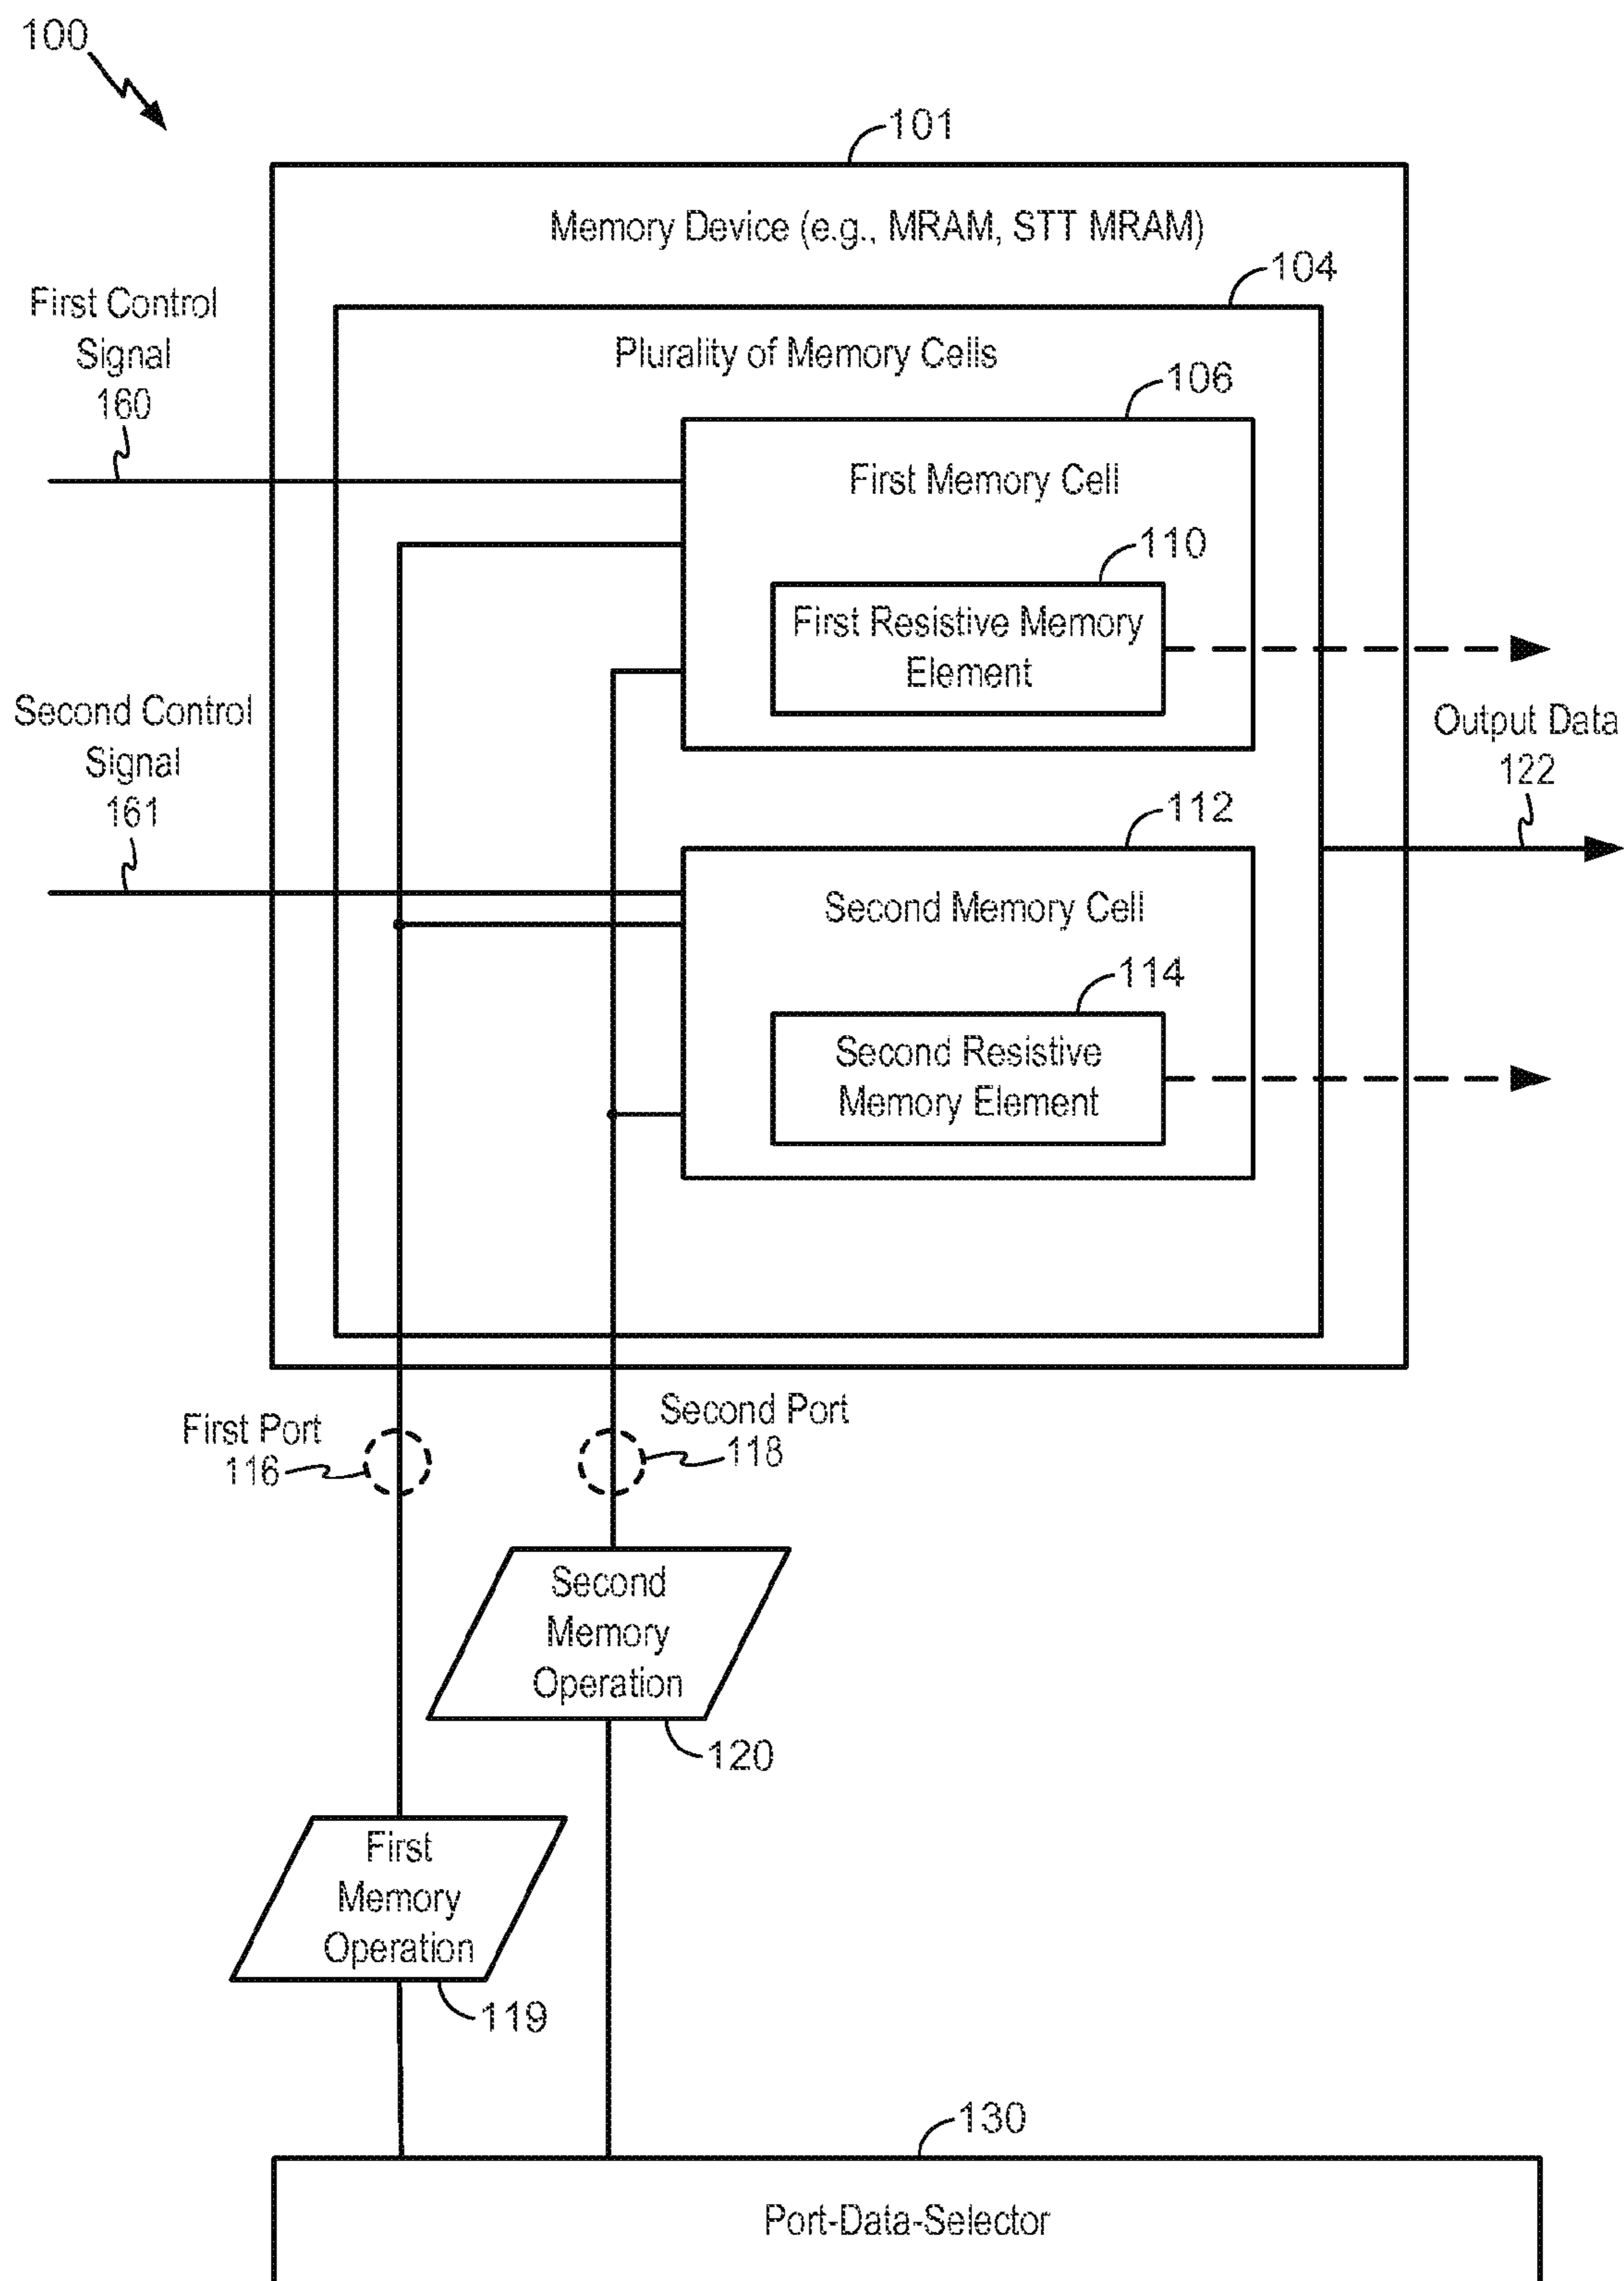 100
101
Memory Device (e.g., MRAM, STT MRAM)
104
First Control
Signal
160
Plurality of Memory Cells
106
First Memory Cell
110
First Resistive Memory
Element
Second Control
Signal
161
Output Data
122
112
Second Memory Cell
114
Second Resistive
Memory Element
First Port
116
Second Port
118
Second
Memory
Operation
120
First
Memory
Operation
119
130
Port-Data-Selector